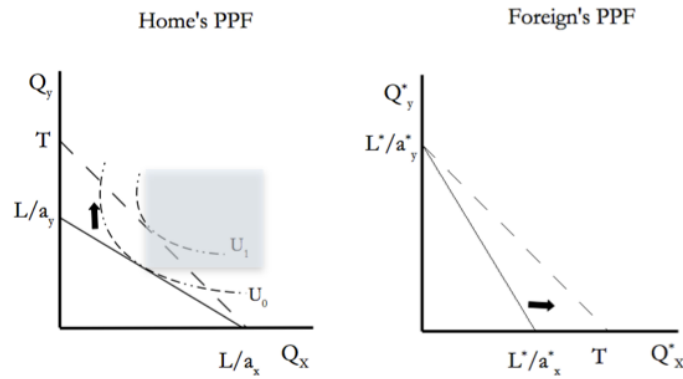 Home's PPF
Q_y
T
L/a_y
U_1
U_0
L/a_x
Q_X
Foreign's PPF
Q*_y
L*/a*_y
L*/a*_x
T
Q*_X